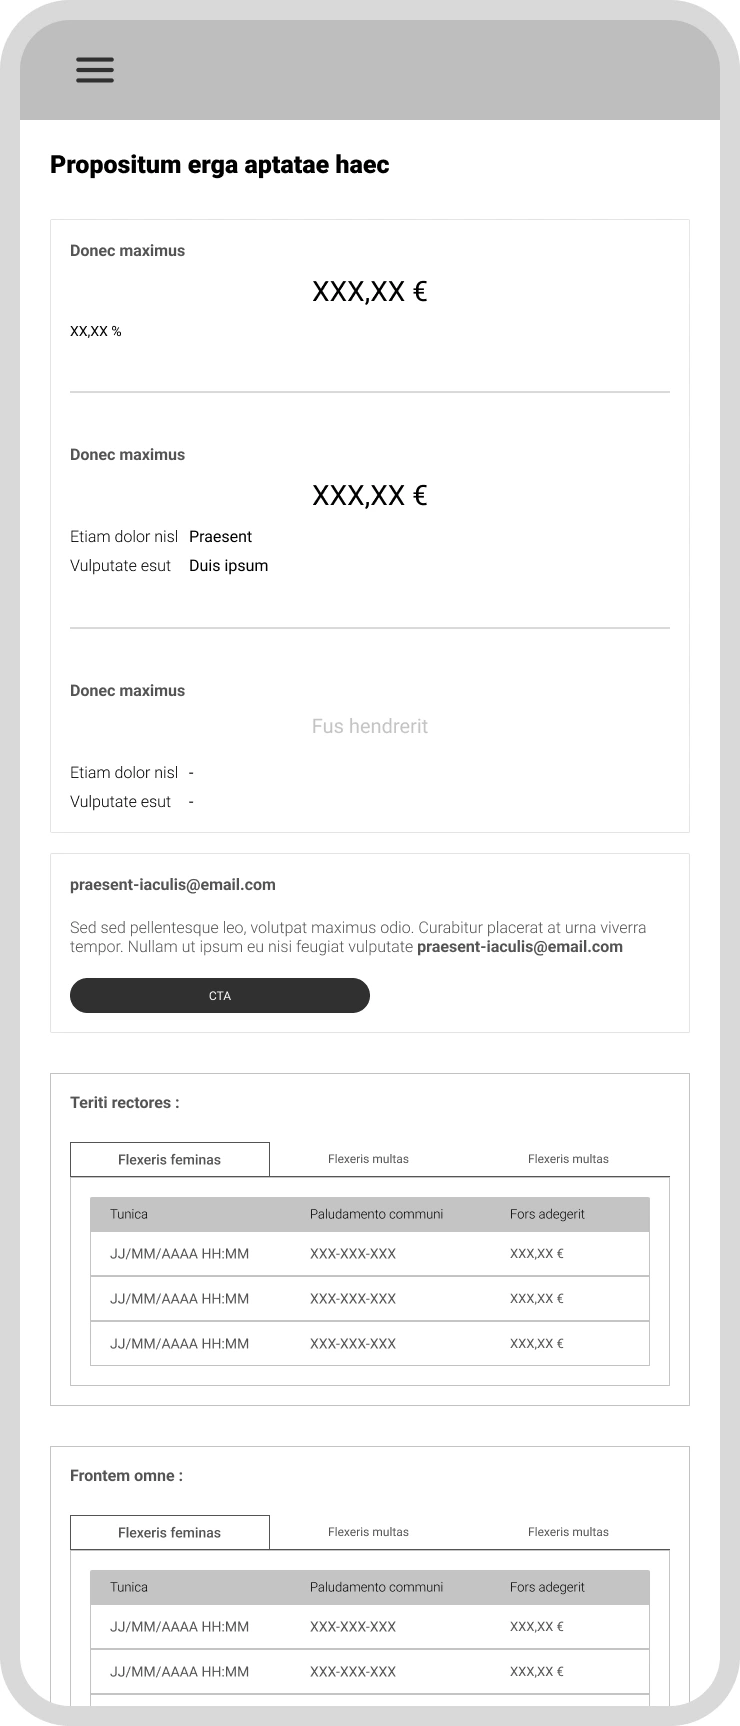 Propositum erga aptatae haec
Donec maximus
XXX,XX €
XX,XX %
Donec maximus
XXX,XX €
Etiam dolor nisl Praesent
Vulputate esut Duis ipsum
Donec maximus
Fus hendrerit
Etiam dolor nisl -
Vulputate esut -
praesent-iaculis@email.com
Sed sed pellentesque leo, volutpat maximus odio. Curabitur placerat at urna viverra
tempor. Nullam ut ipsum eu nisi feugiat vulputate praesent-iaculis@email.com
CTA
Teriti rectores :
Flexeris feminas Flexeris multas Flexeris multas
Tunica Paludamento communi Fors adegerit
JJ/MM/AAAA HH:MM XXX-XXX-XXX XXX,XX €
JJ/MM/AAAA HH:MM XXX-XXX-XXX XXX,XX €
JJ/MM/AAAA HH:MM XXX-XXX-XXX XXX,XX €
Frontem omne :
Flexeris feminas Flexeris multas Flexeris multas
Tunica Paludamento communi Fors adegerit
JJ/MM/AAAA HH:MM XXX-XXX-XXX XXX,XX €
JJ/MM/AAAA HH:MM XXX-XXX-XXX XXX,XX €